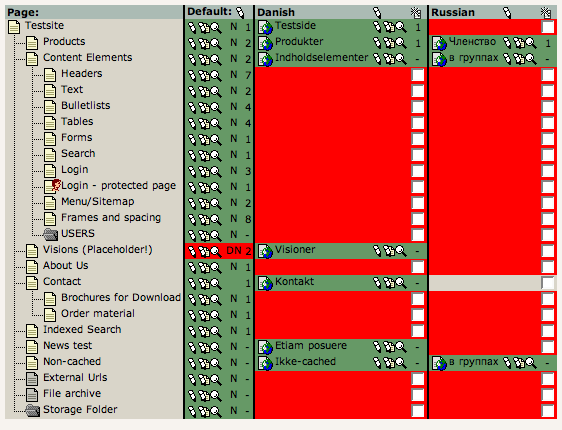 Page: Default: Danish Russian
Testsite N 1 Testside 1
Products N 2 Produkter 1 Членство 1
Content Elements N 2 Indholdselementer - в группах -
Headers N 7
Text N 2
Bulletlists N 4
Tables N 4
Forms N 1
Search N 1
Login N 3
Login - protected page N 1
Menu/Sitemap N 2
Frames and spacing N 8
USERS N -
Visions (Placeholder!) DN 2 Visioner -
About Us N 1
Contact 1 Kontakt -
Brochures for Download N 1
Order material N 1
Indexed Search N 1
News test N - Etiam posuere -
Non-cached N 1 Ikke-cached - в группах -
External Urls N -
File archive N -
Storage Folder N -